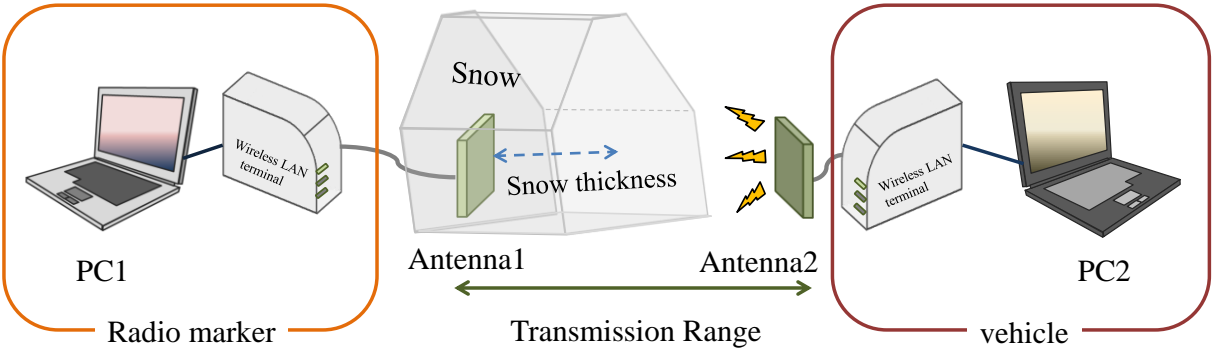 Snow
Wireless LAN
terminal
Wireless LAN
terminal
Snow thickness
PC1
Antenna1
Antenna2
PC2
Radio marker
Transmission Range
vehicle